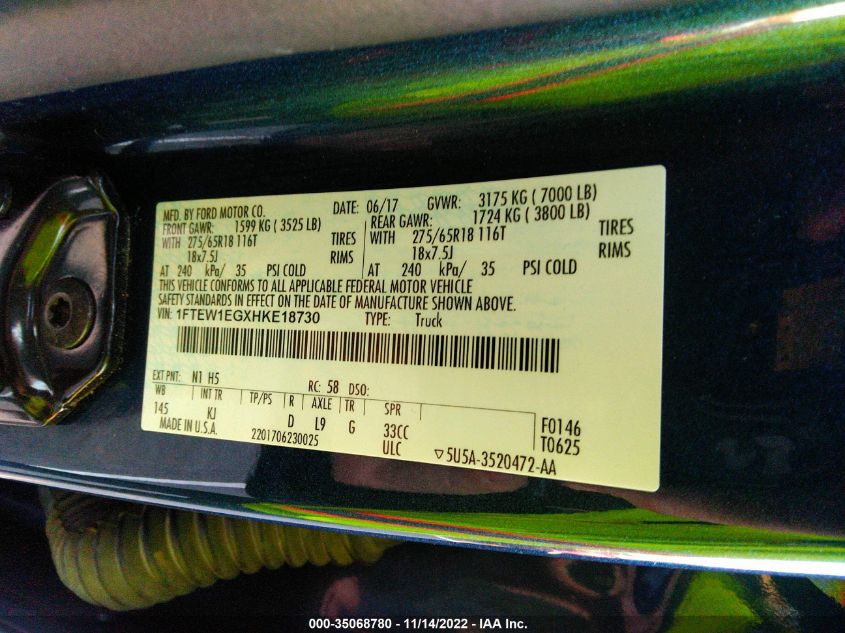 MFD. BY FORD MOTOR CO. DATE: 06/17 GVWR: 3175 KG ( 7000 LB)
FRONT GAWR: 1599 KG ( 3525 LB) REAR GAWR: 1724 KG ( 3800 LB)
WITH 275/65R18 116T TIRES WITH 275/65R18 116T TIRES
18x7.5J RIMS 18x7.5J RIMS
AT 240 kPa/ 35 PSI COLD AT 240 kPa/ 35 PSI COLD
THIS VEHICLE CONFORMS TO ALL APPLICABLE FEDERAL MOTOR VEHICLE
SAFETY STANDARDS IN EFFECT ON THE DATE OF MANUFACTURE SHOWN ABOVE.
VIN: 1FTEW1EGXHKE18730 TYPE: Truck
EXT PNT: N1 H5 RC: 58 DSO:
WB INT TR TP/PS R AXLE TR SPR
145 KJ D L9 G 33CC F0146
MADE IN U.S.A. 2201706230025 ULC T0625
▽5U5A-3520472-AA
000-35068780 - 11/14/2022 - IAA Inc.